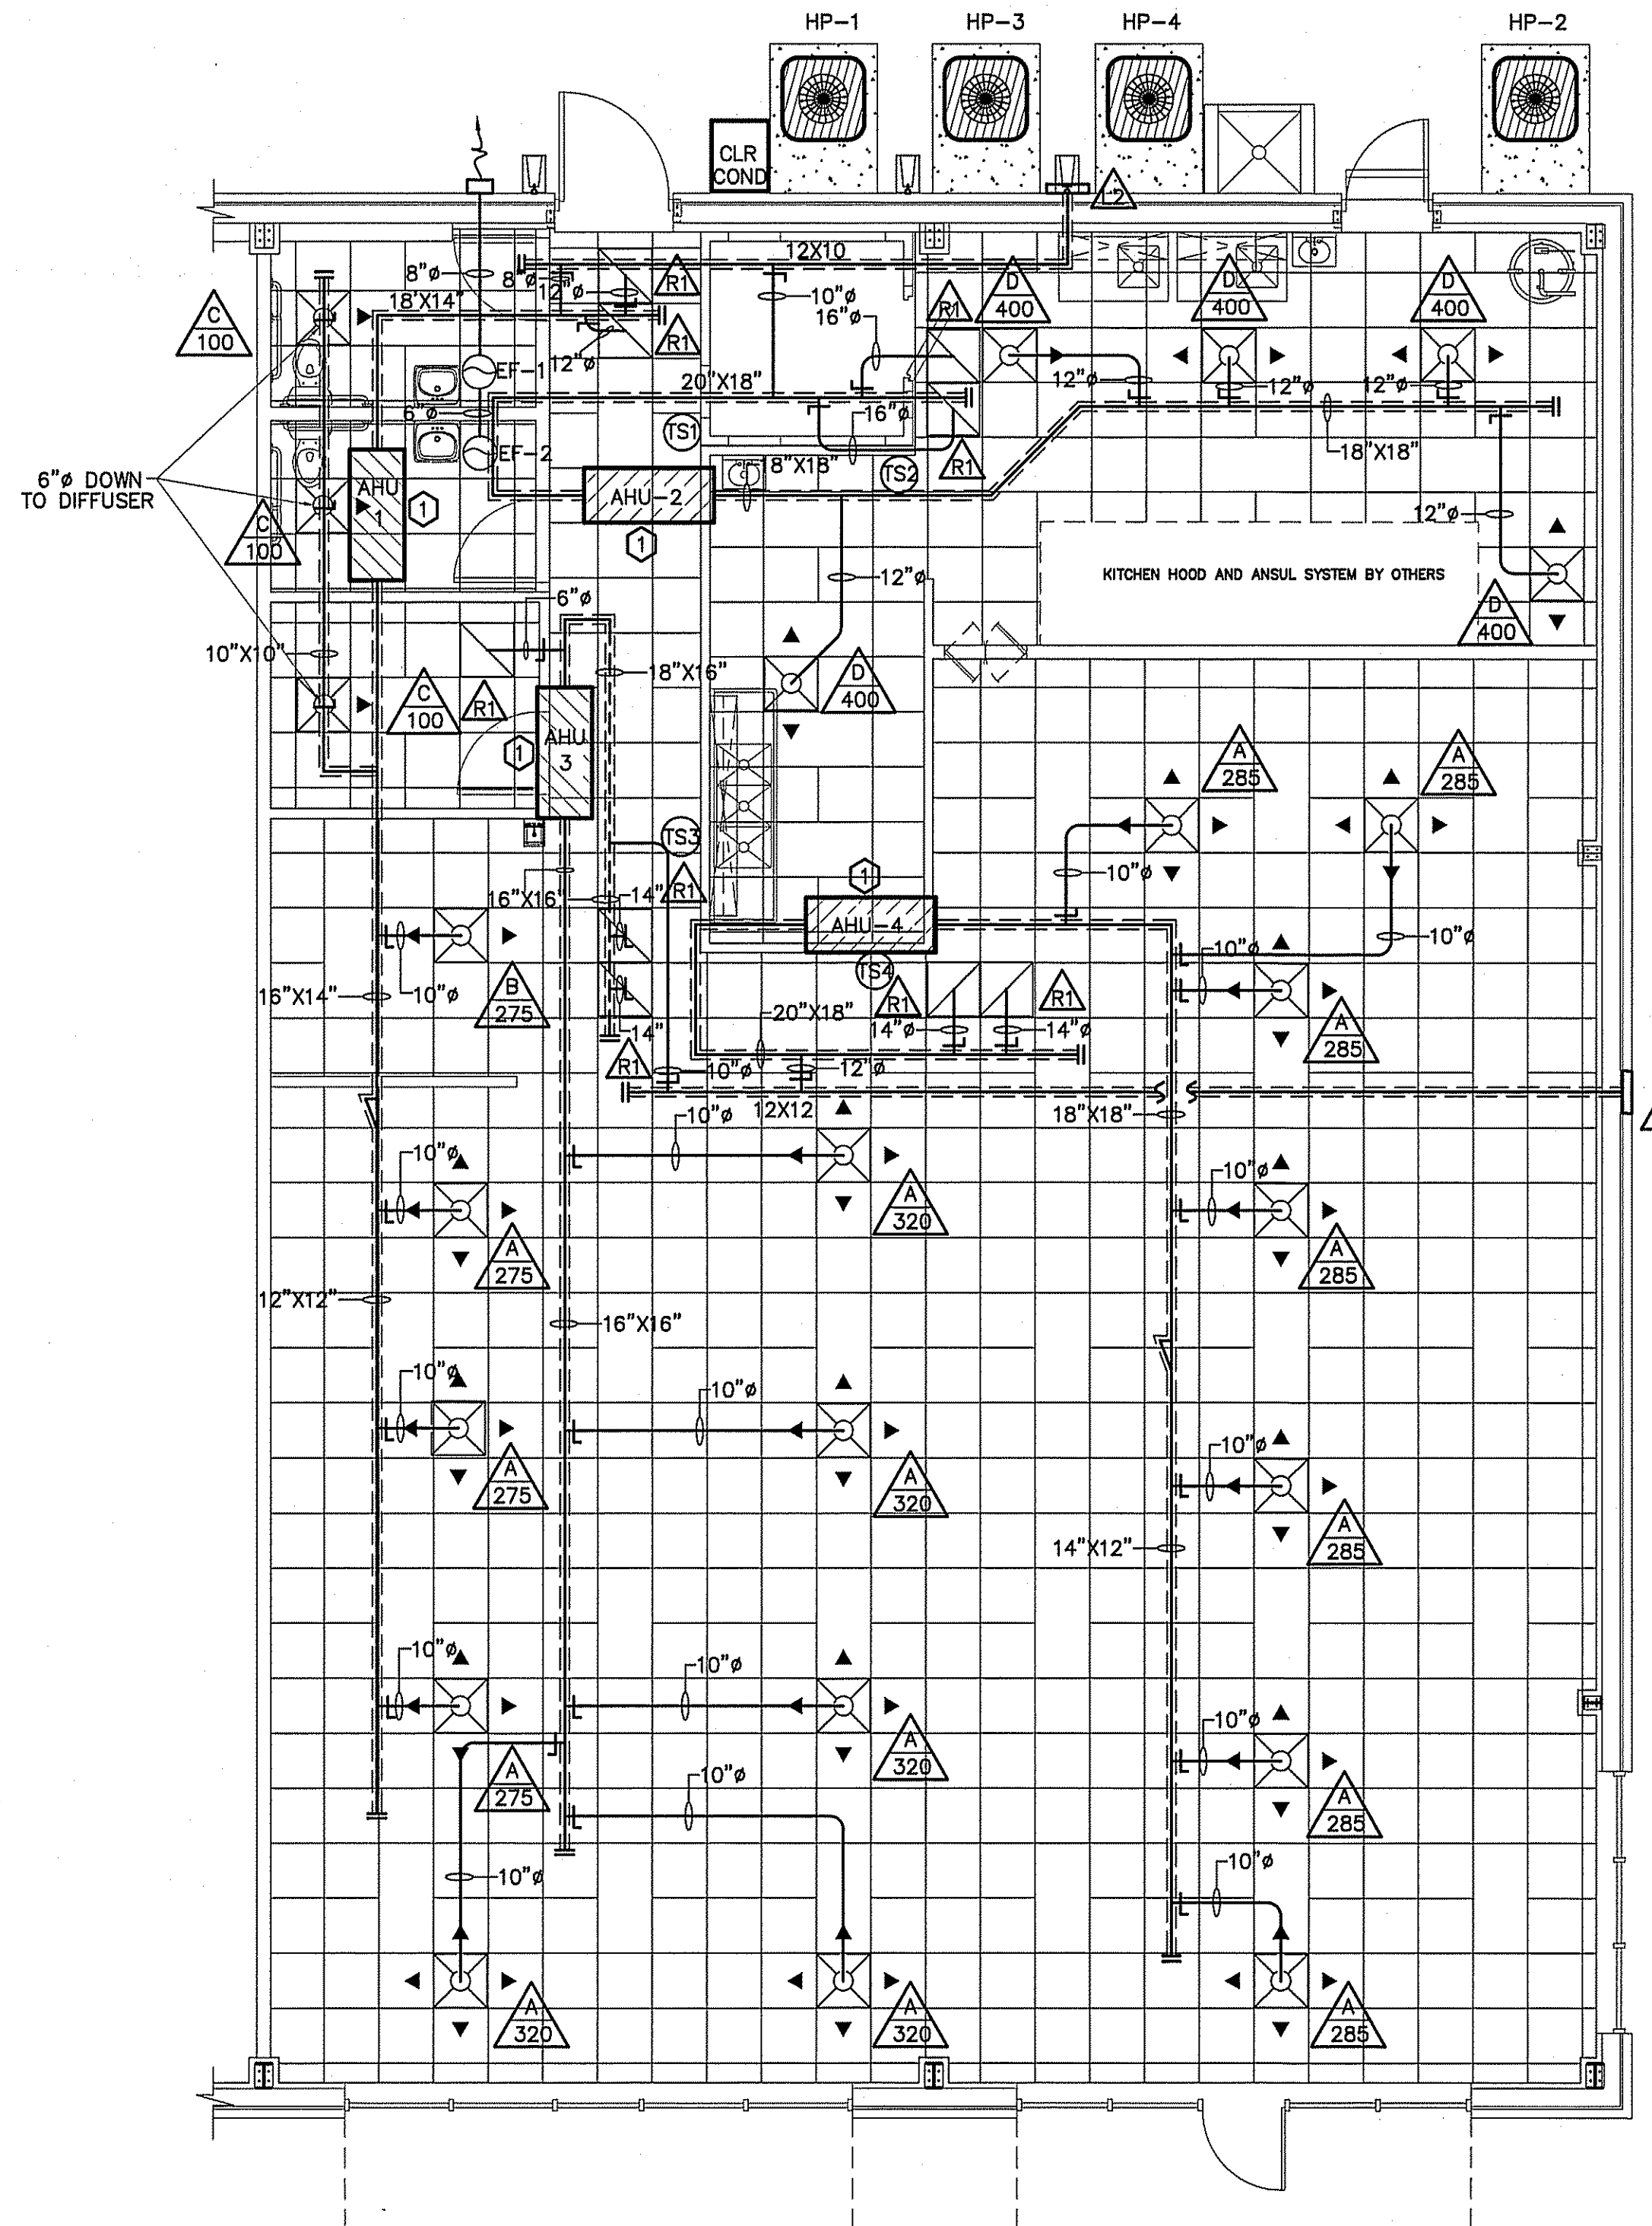 HP-1
HP-3
HP-4
HP-2
CLR
COND
L2
12X10
8"ø
8"ø
12"ø
R1
18"X14"
10"ø
16"ø
R1
D
400
D
400
D
400
C
100
R1
EF-1
12"ø
20"X18"
12"ø
12"ø
12"ø
6"ø
16"ø
TS1
18"X18"
EF-2
8"X18"
TS2
R1
6"ø DOWN
TO DIFFUSER
AHU
1
1
AHU-2
12"ø
C
100
1
12"ø
KITCHEN HOOD AND ANSUL SYSTEM BY OTHERS
6"ø
D
400
10"X10"
18"X16"
C
100
R1
D
400
1
AHU
3
A
285
A
285
TS3
16"X16"
14"
R1
1
10"ø
AHU-4
10"ø
10"ø
16"X14"
10"ø
B
275
TS4
R1
R1
14"
20"X18"
14"ø
14"ø
A
285
R1
10"ø
12"ø
12X12
18"X18"
10"ø
10"ø
10"ø
A
320
A
275
A
285
12"X12"
16"X16"
10"ø
10"ø
A
275
A
320
10"ø
A
285
14"X12"
10"ø
10"ø
10"ø
A
320
A
275
10"ø
A
285
10"ø
10"ø
A
320
A
320
A
285